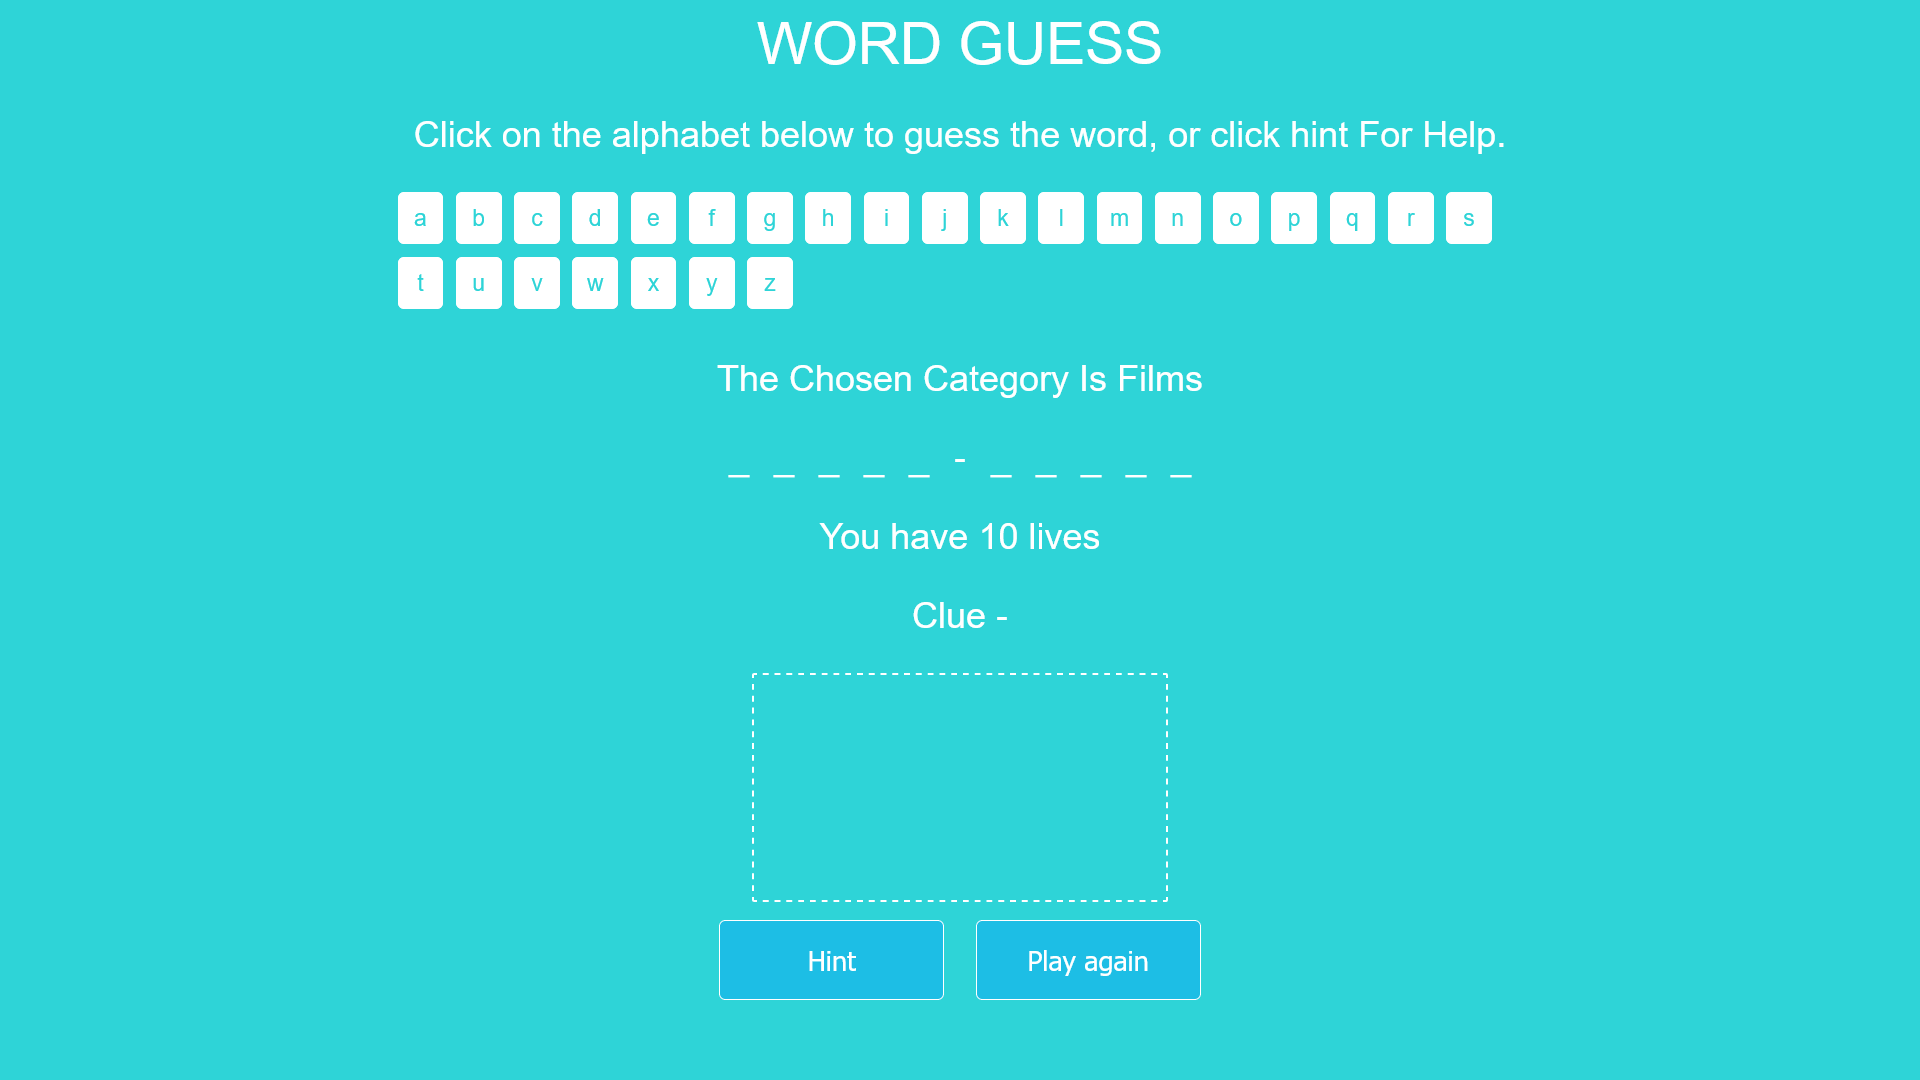 WORD GUESS
Click on the alphabet below to guess the word, or click hint For Help.
a b c d e f g h i j k l m n o p q r s
t u v w x y z
The Chosen Category Is Films
_ _ _ _ _ - _ _ _ _ _
You have 10 lives
Clue -
Hint Play again